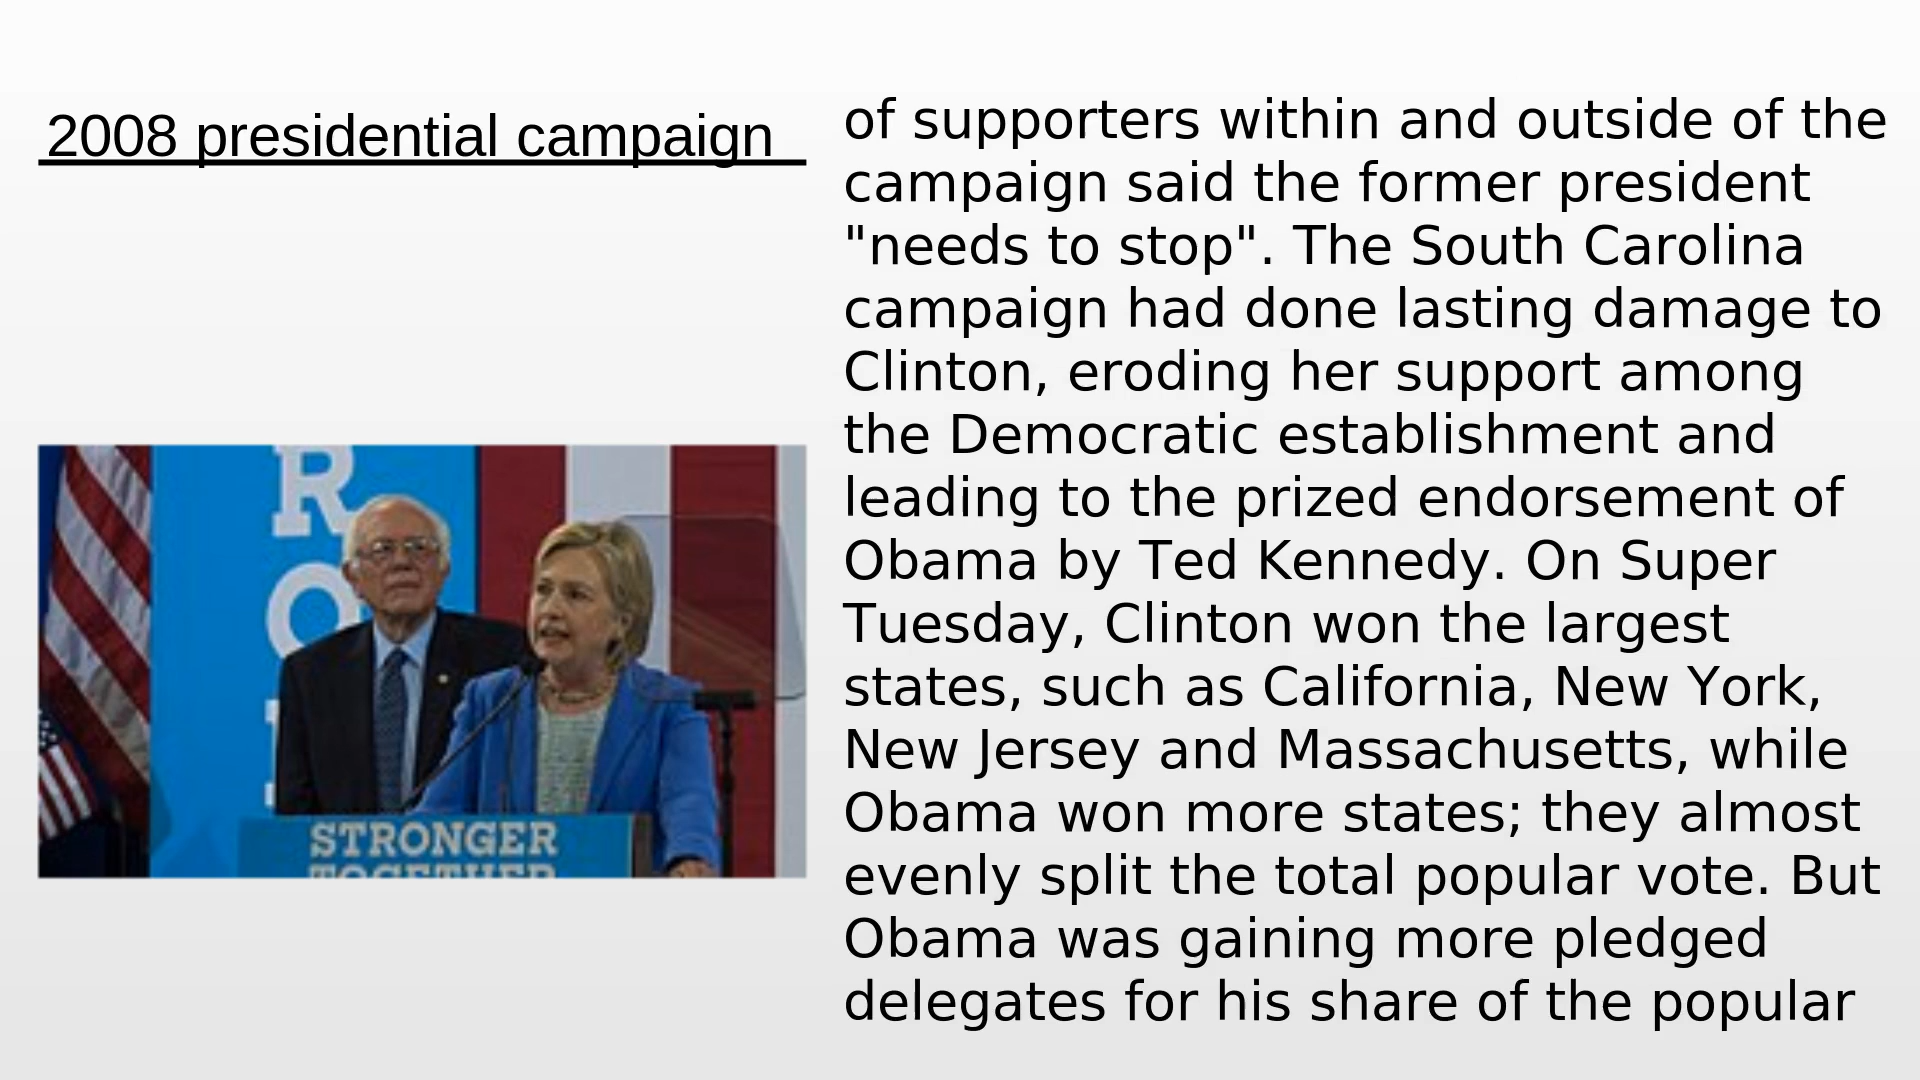 2008 presidential campaign
of supporters within and outside of the
campaign said the former president
"needs to stop". The South Carolina
campaign had done lasting damage to
Clinton, eroding her support among
the Democratic establishment and
leading to the prized endorsement of
Obama by Ted Kennedy. On Super
Tuesday, Clinton won the largest
states, such as California, New York,
New Jersey and Massachusetts, while
Obama won more states; they almost
evenly split the total popular vote. But
Obama was gaining more pledged
delegates for his share of the popular
R
O
STRONGER
TOGETHER